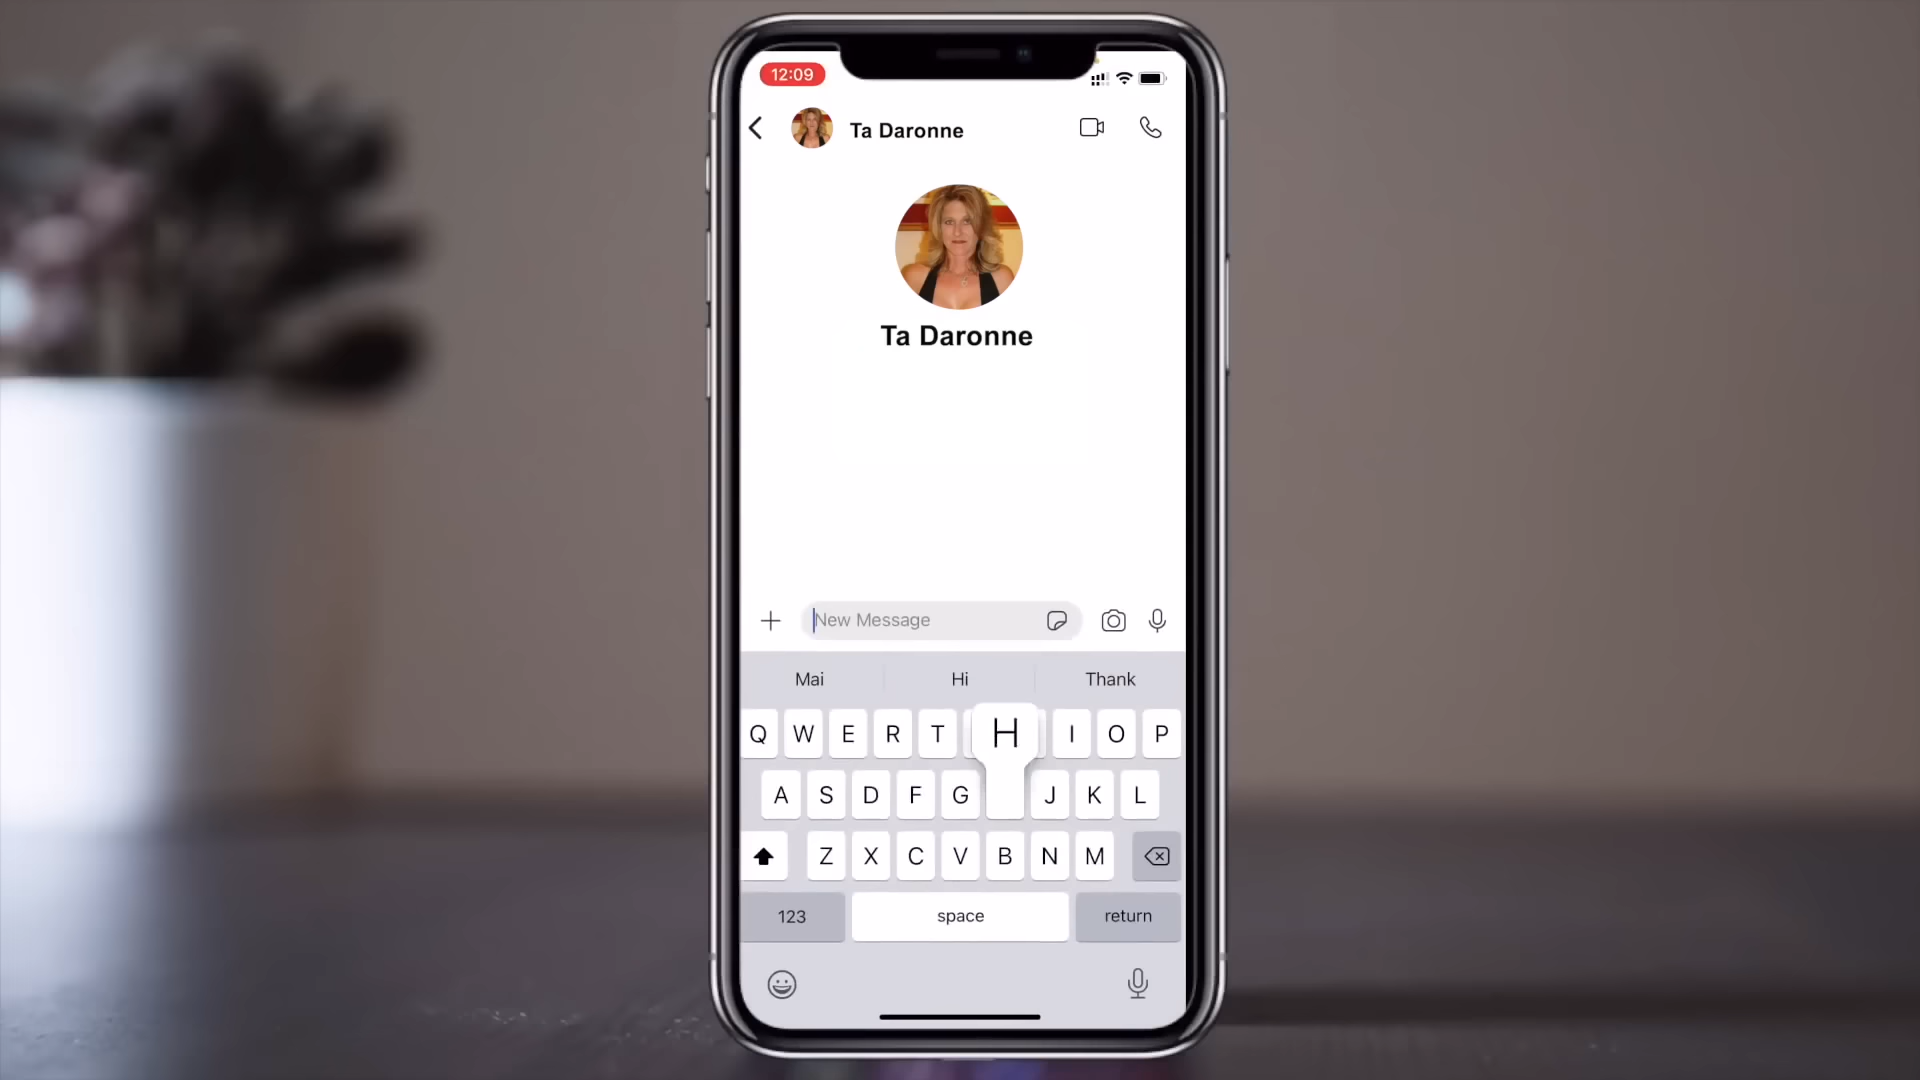 12:09
Ta Daronne
Ta Daronne
New Message
Mai Hi Thank
Q W E R T H I O P
A S D F G J K L
Z X C V B N M
123 space return